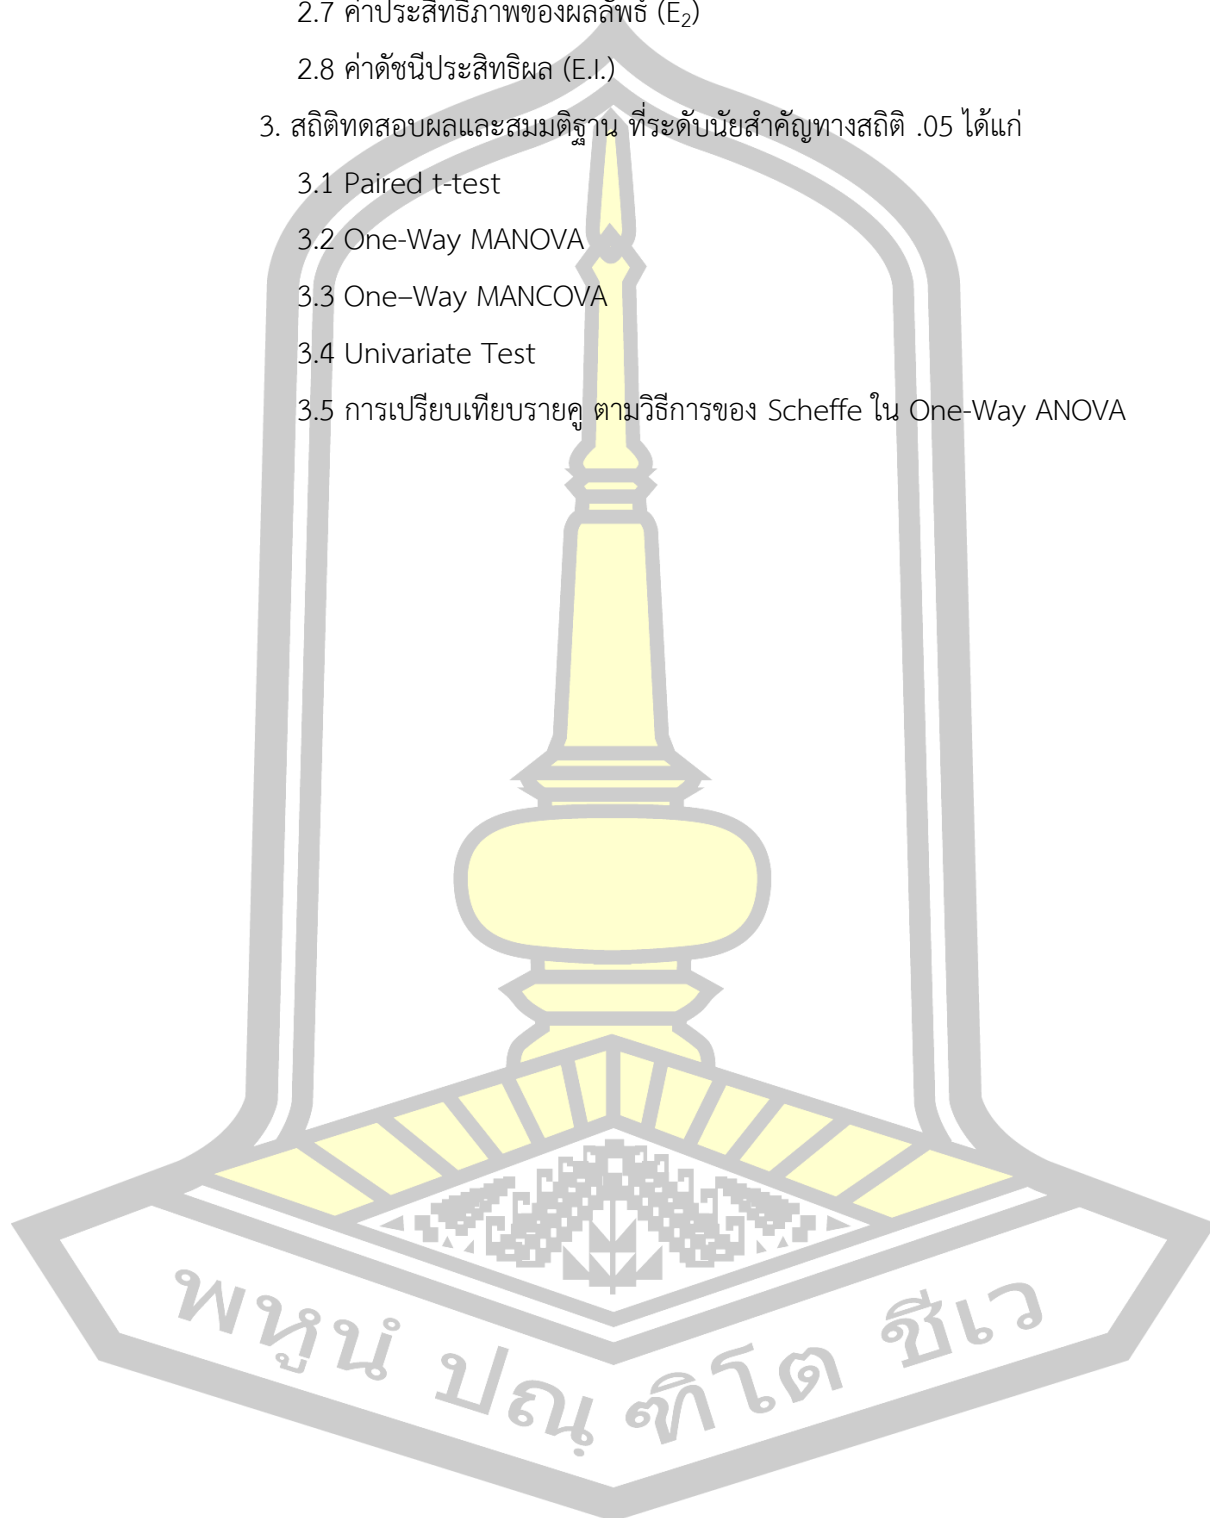 2.7 ค่าประสิทธิภาพของผลลัพธ์ (E₂)
2.8 ค่าดัชนีประสิทธิผล (E.I.)
3. สถิติทดสอบผลและสมมติฐาน ที่ระดับนัยสำคัญทางสถิติ .05 ได้แก่
3.1 Paired t-test
3.2 One-Way MANOVA
3.3 One–Way MANCOVA
3.4 Univariate Test
3.5 การเปรียบเทียบรายคู่ ตามวิธีการของ Scheffe ใน One-Way ANOVA
พหูนํ ปณฺฑิโต ชีเว